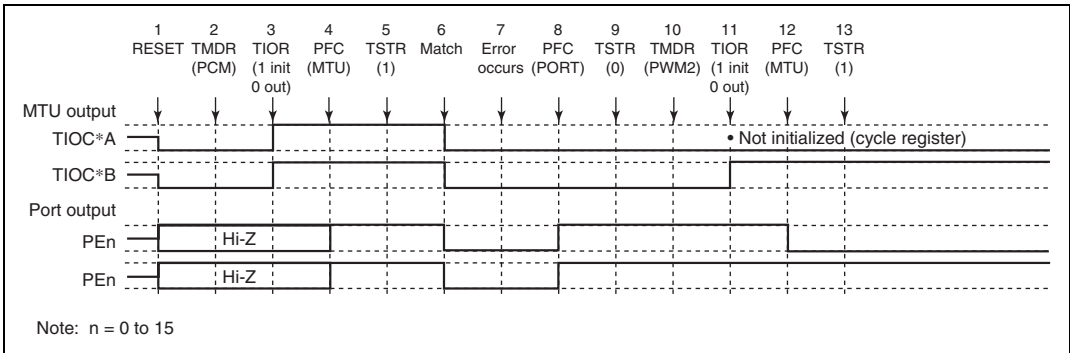 1 2 3 4 5 6 7 8 9 10 11 12 13
RESET TMDR TIOR PFC TSTR Match Error PFC TSTR TMDR TIOR PFC TSTR
(PCM) (1 init (MTU) (1) occurs (PORT) (0) (PWM2) (1 init (MTU) (1)
0 out) 0 out)
MTU output
TIOC*A • Not initialized (cycle register)
TIOC*B
Port output
PEn Hi-Z
PEn Hi-Z
Note: n = 0 to 15